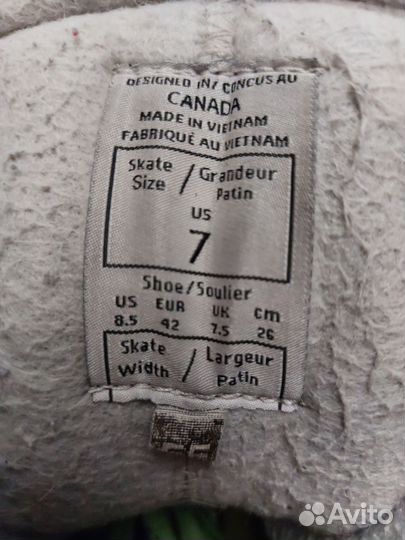 DESIGNED IN/ CONCUS AU
CANADA
MADE IN VIETNAM
FABRIQUÉ AU VIETNAM
Skate Size / Grandeur Patin
US
7
Shoe/Soulier
US EUR UK Cm
8.5 42 7.5 26
Skate Width / Largeur Patin
Avito